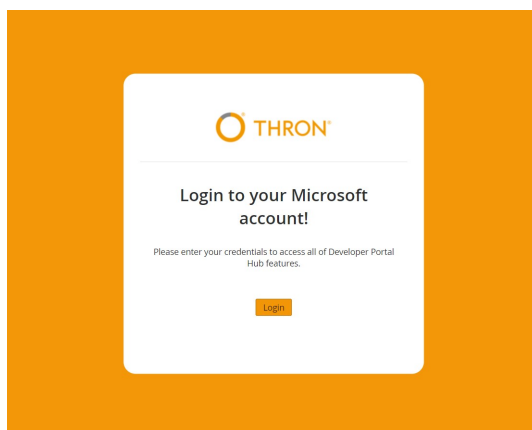 THRON®
Login to your Microsoft
account!
Please enter your credentials to access all of Developer Portal
Hub features.
Login